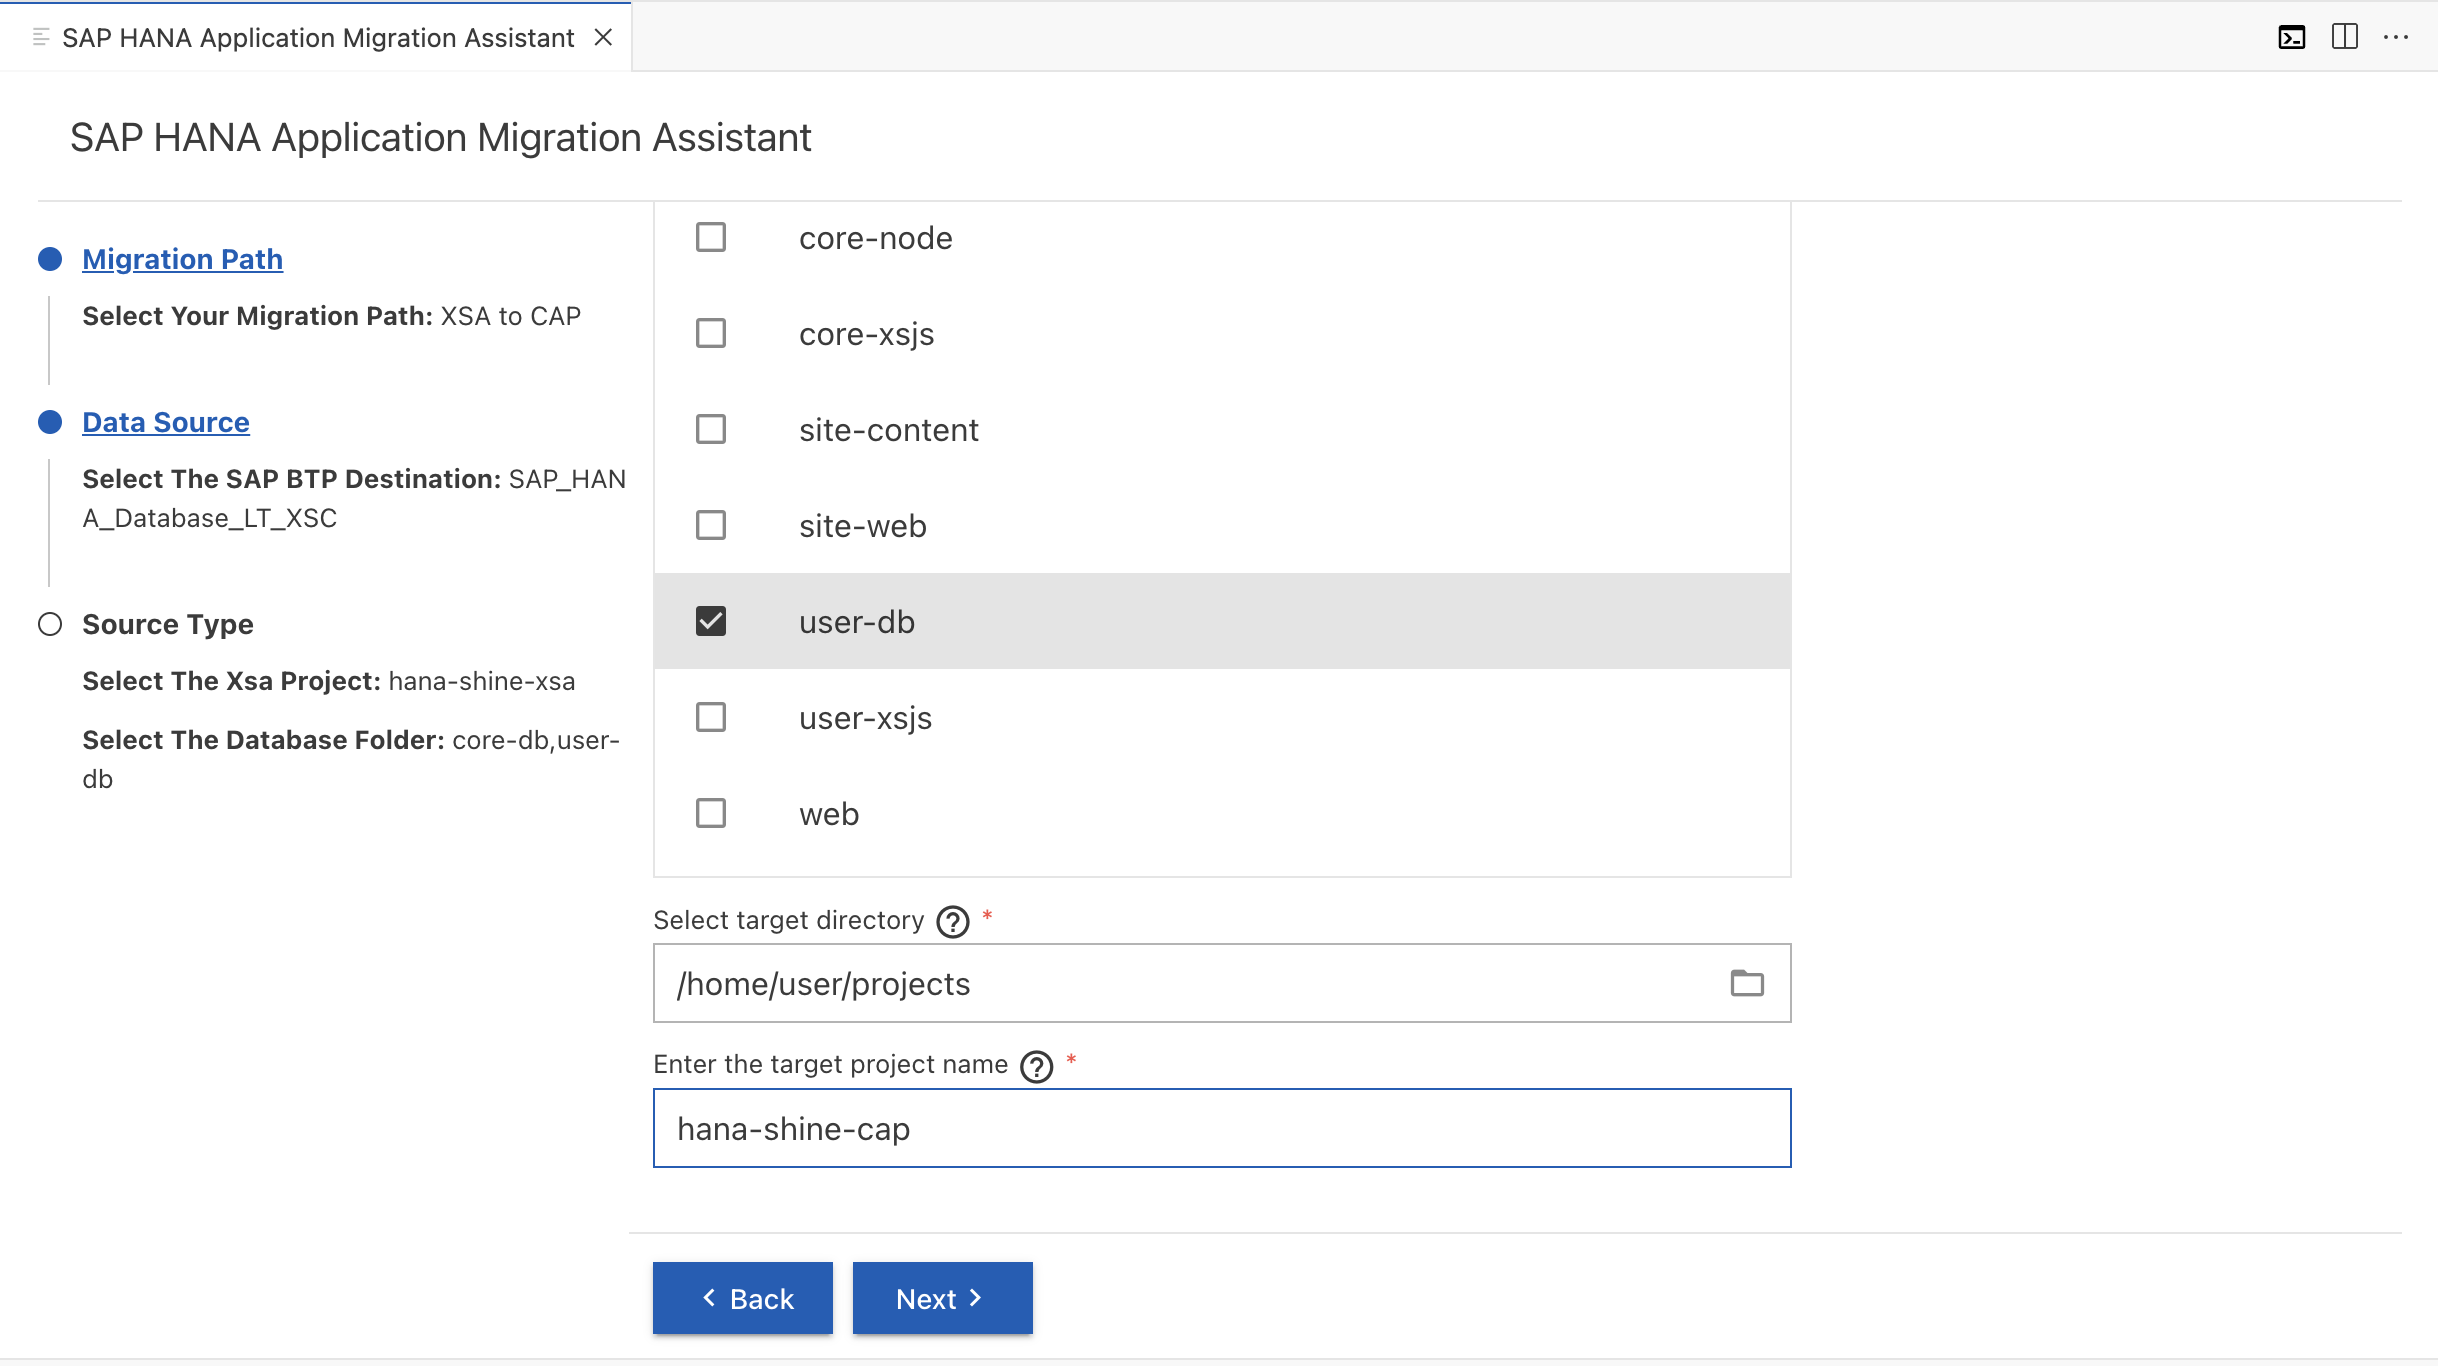 SAP HANA Application Migration Assistant
SAP HANA Application Migration Assistant
Migration Path
Select Your Migration Path: XSA to CAP
Data Source
Select The SAP BTP Destination: SAP_HAN
A_Database_LT_XSC
Source Type
Select The Xsa Project: hana-shine-xsa
Select The Database Folder: core-db,user-
db
core-node
core-xsjs
site-content
site-web
user-db
user-xsjs
web
Select target directory ? *
/home/user/projects
Enter the target project name ? *
hana-shine-cap
Back
Next